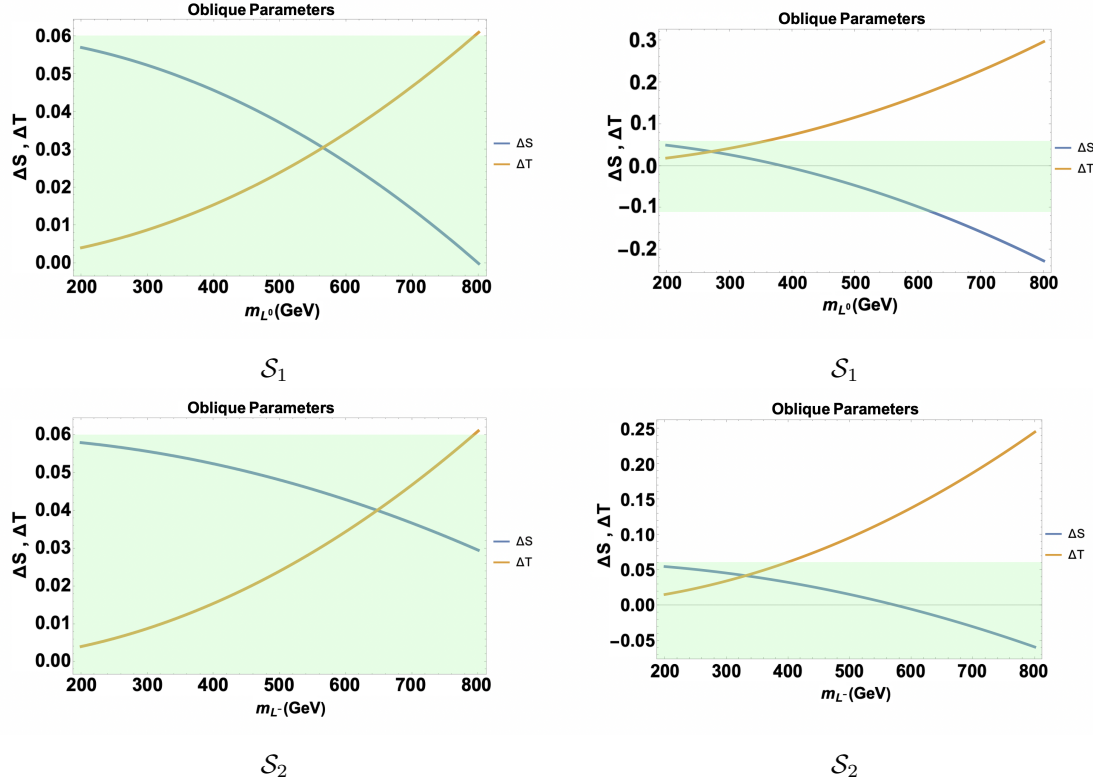 Oblique Parameters
0.06
0.05
0.04
0.03
0.02
0.01
0.00
ΔS , ΔT
200 300 400 500 600 700 800
m_{L^0}(GeV)
ΔS
ΔT
S_1
Oblique Parameters
0.3
0.2
0.1
0.0
−0.1
−0.2
ΔS , ΔT
200 300 400 500 600 700 800
m_{L^0}(GeV)
ΔS
ΔT
S_1
Oblique Parameters
0.06
0.05
0.04
0.03
0.02
0.01
0.00
ΔS , ΔT
200 300 400 500 600 700 800
m_{L^-}(GeV)
ΔS
ΔT
S_2
Oblique Parameters
0.25
0.20
0.15
0.10
0.05
0.00
−0.05
ΔS , ΔT
200 300 400 500 600 700 800
m_{L^-}(GeV)
ΔS
ΔT
S_2